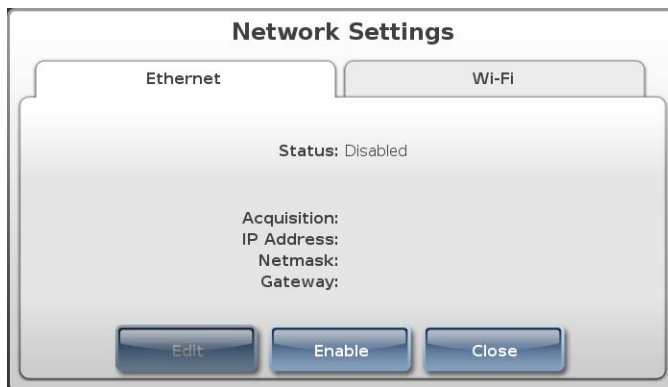 Network Settings
Ethernet
Wi-Fi
Status: Disabled
Acquisition:
IP Address:
Netmask:
Gateway:
Edit
Enable
Close